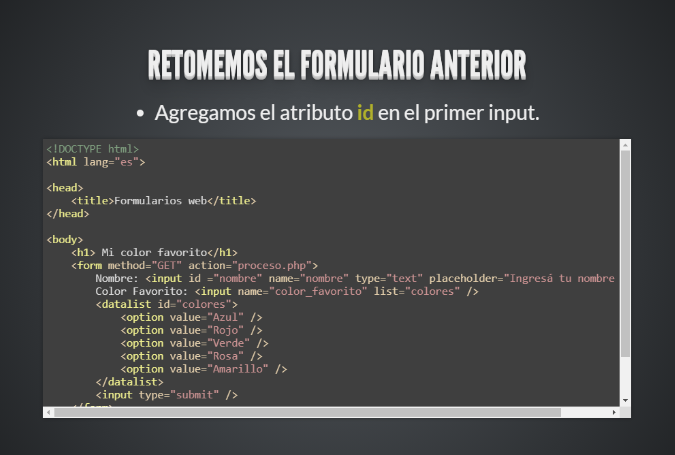 RETOMEMOS EL FORMULARIO ANTERIOR
• Agregamos el atributo id en el primer input.
<!DOCTYPE html>
<html lang="es">
<head>
<title>Formularios web</title>
</head>
<body>
<h1> Mi color favorito</h1>
<form method="GET" action="proceso.php">
Nombre: <input id ="nombre" name="nombre" type="text" placeholder="Ingresá tu nombre
Color Favorito: <input name="color_favorito" list="colores" />
<datalist id="colores">
<option value="Azul" />
<option value="Rojo" />
<option value="Verde" />
<option value="Rosa" />
<option value="Amarillo" />
</datalist>
<input type="submit" />
</form>